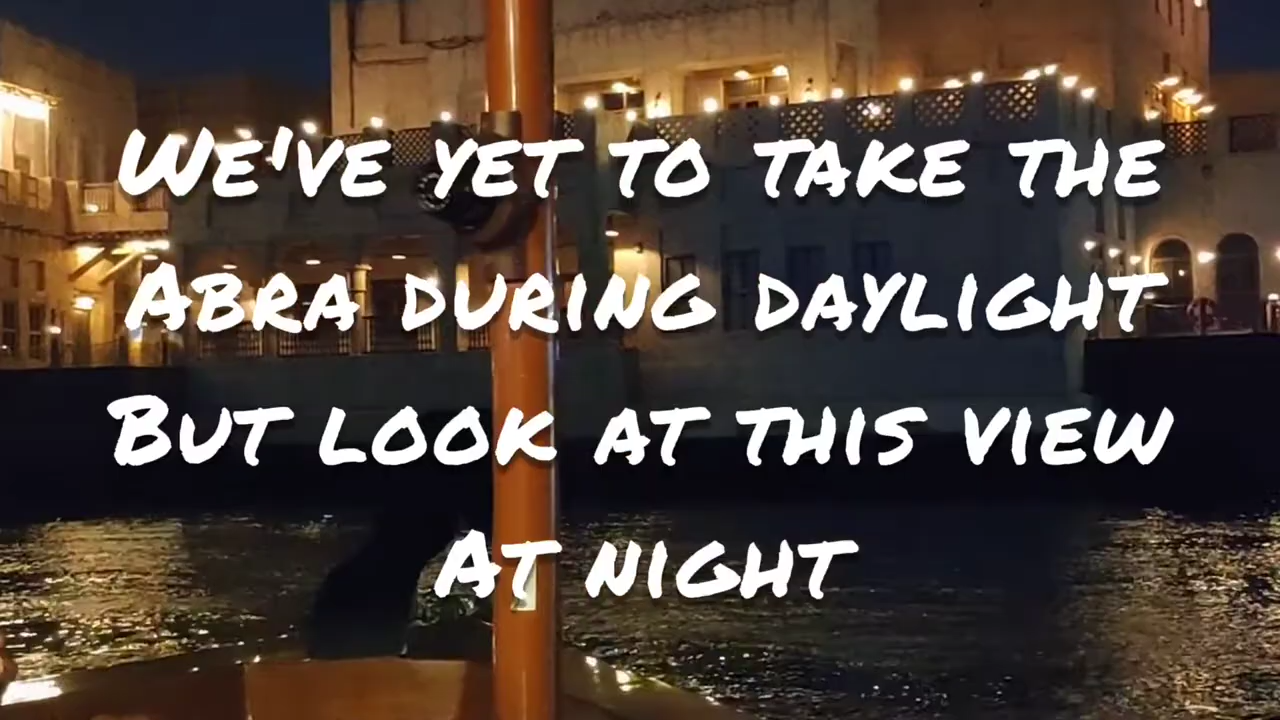 We've yet to take the
Abra during daylight
But look at this view
At night